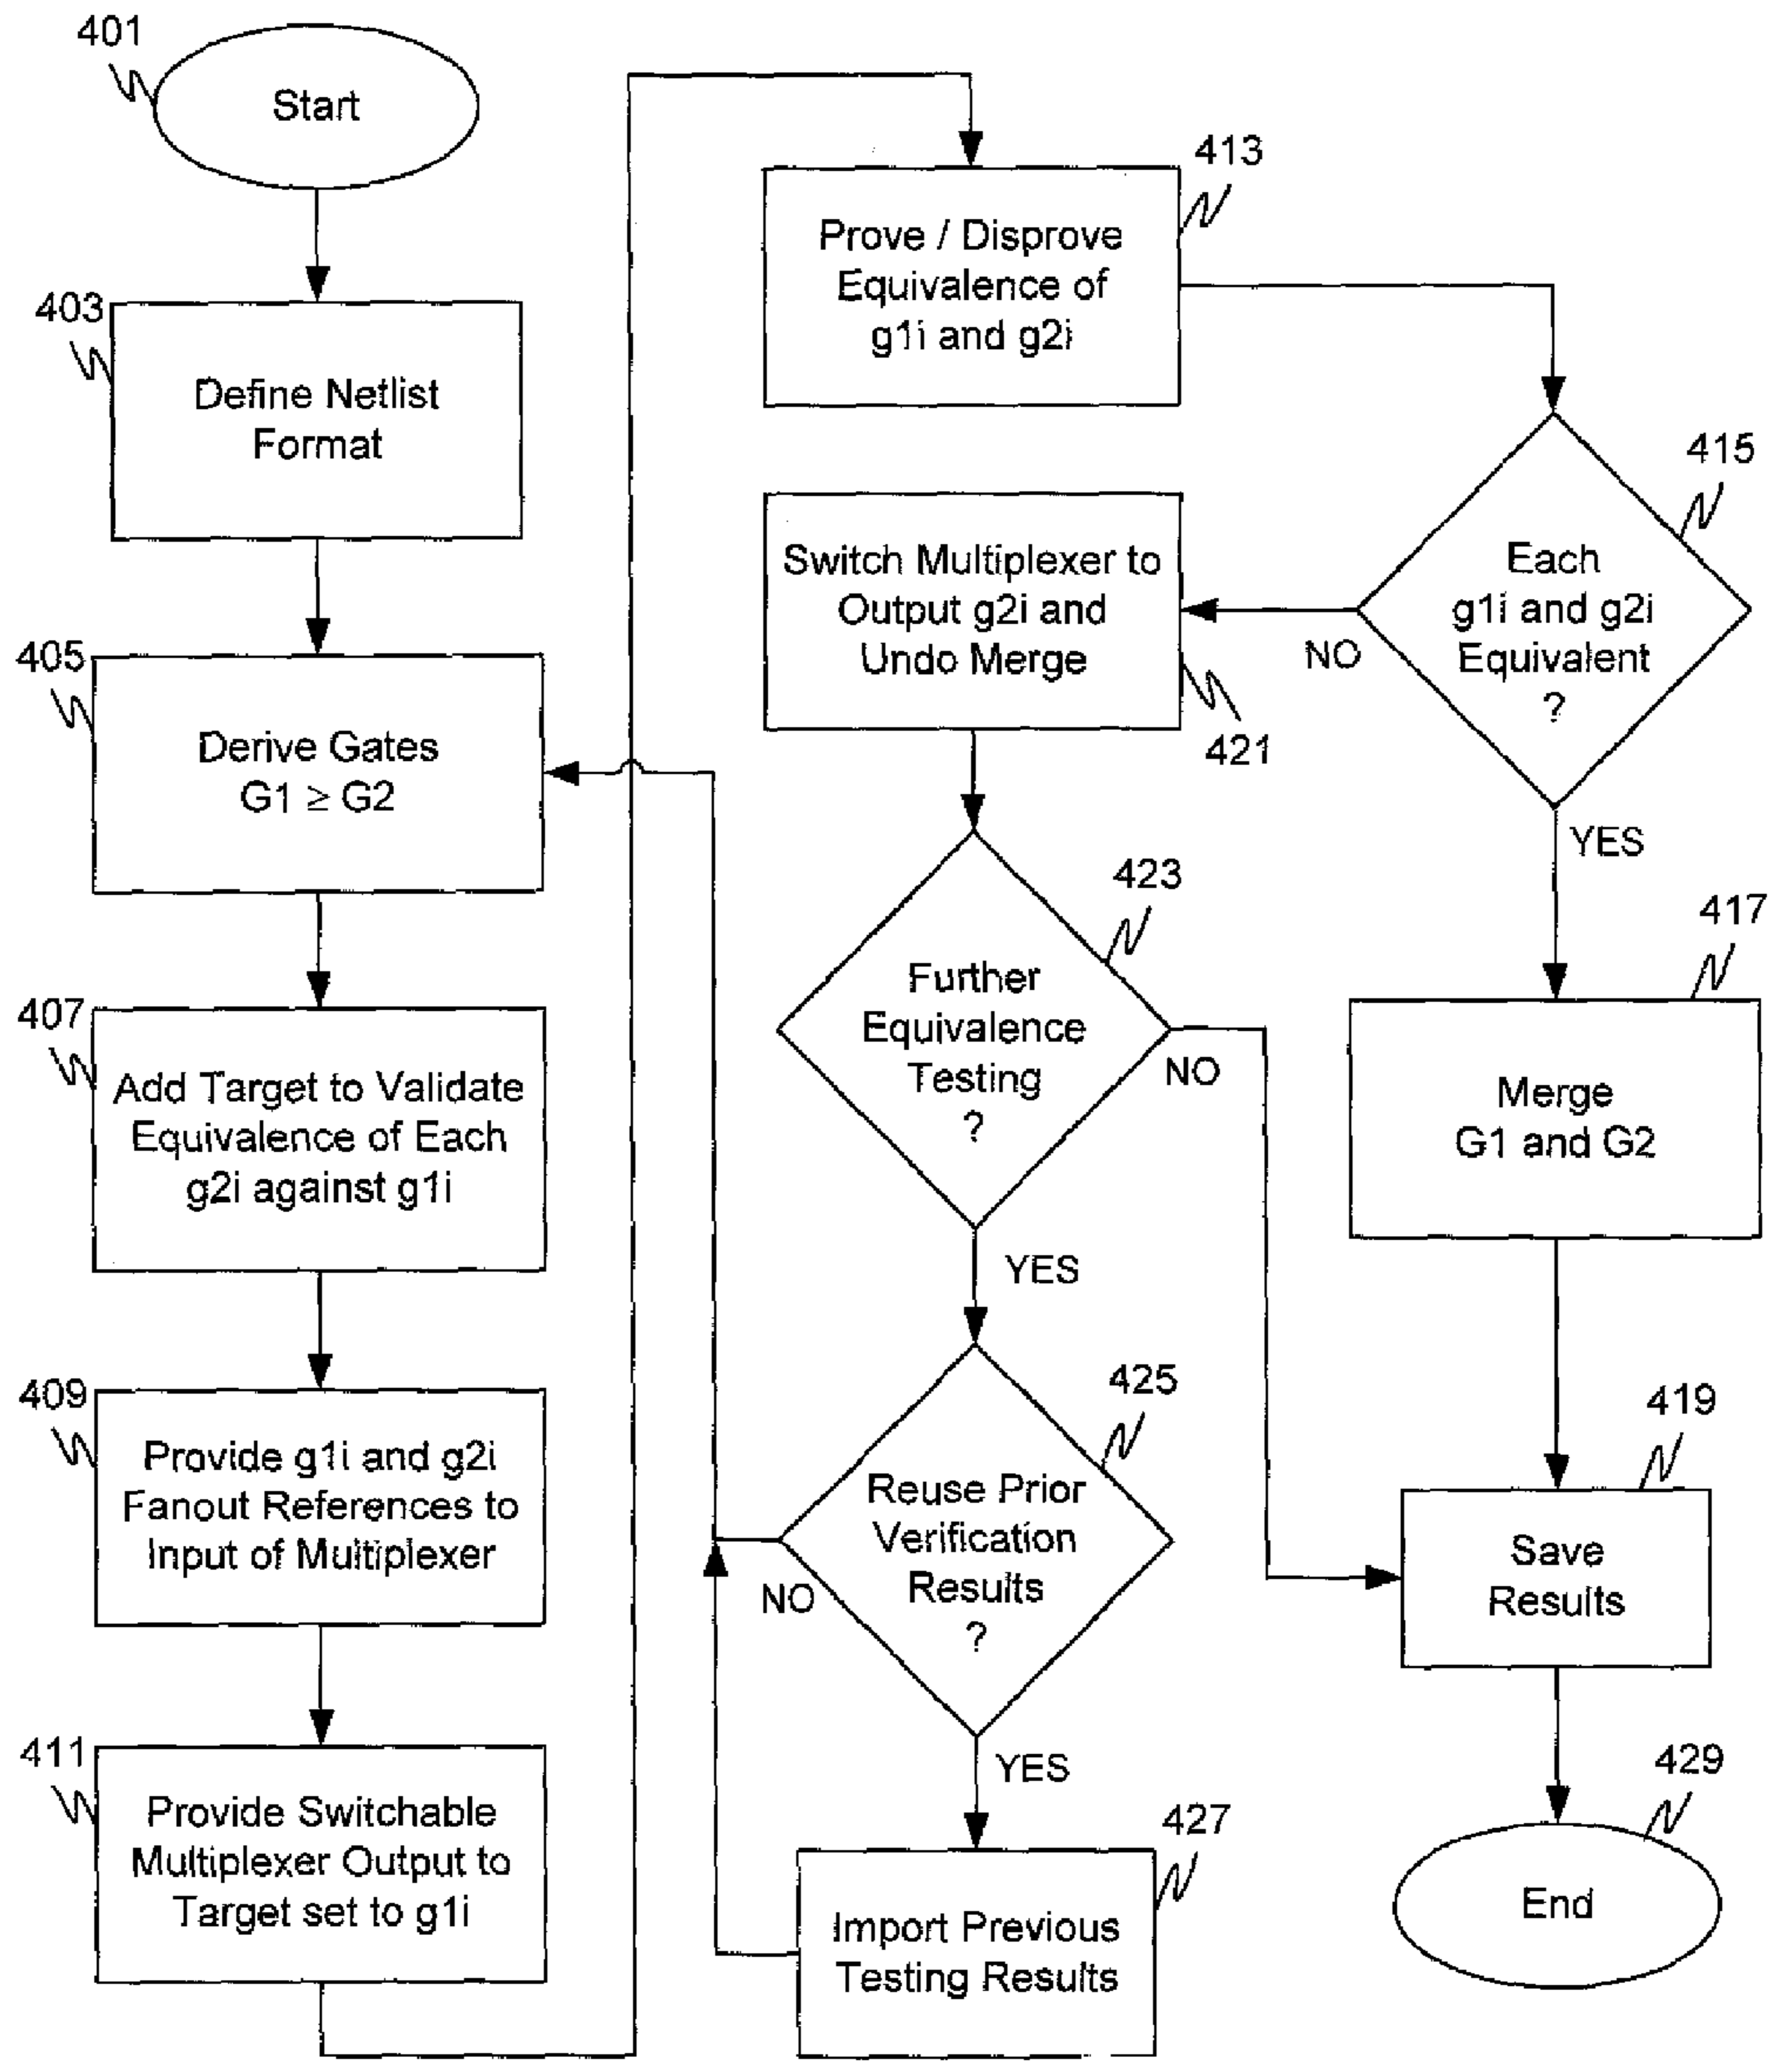 401
Start
403
Define Netlist
Format
405
Derive Gates
G1 ≥ G2
407
Add Target to Validate
Equivalence of Each
g2i against g1i
409
Provide g1i and g2i
Fanout References to
Input of Multiplexer
411
Provide Switchable
Multiplexer Output to
Target set to g1i
413
Prove / Disprove
Equivalence of
g1i and g2i
415
Each
g1i and g2i
Equivalent
?
NO
YES
421
Switch Multiplexer to
Output g2i and
Undo Merge
423
Further
Equivalence
Testing
?
NO
YES
425
Reuse Prior
Verification
Results
?
NO
YES
427
Import Previous
Testing Results
417
Merge
G1 and G2
419
Save
Results
429
End